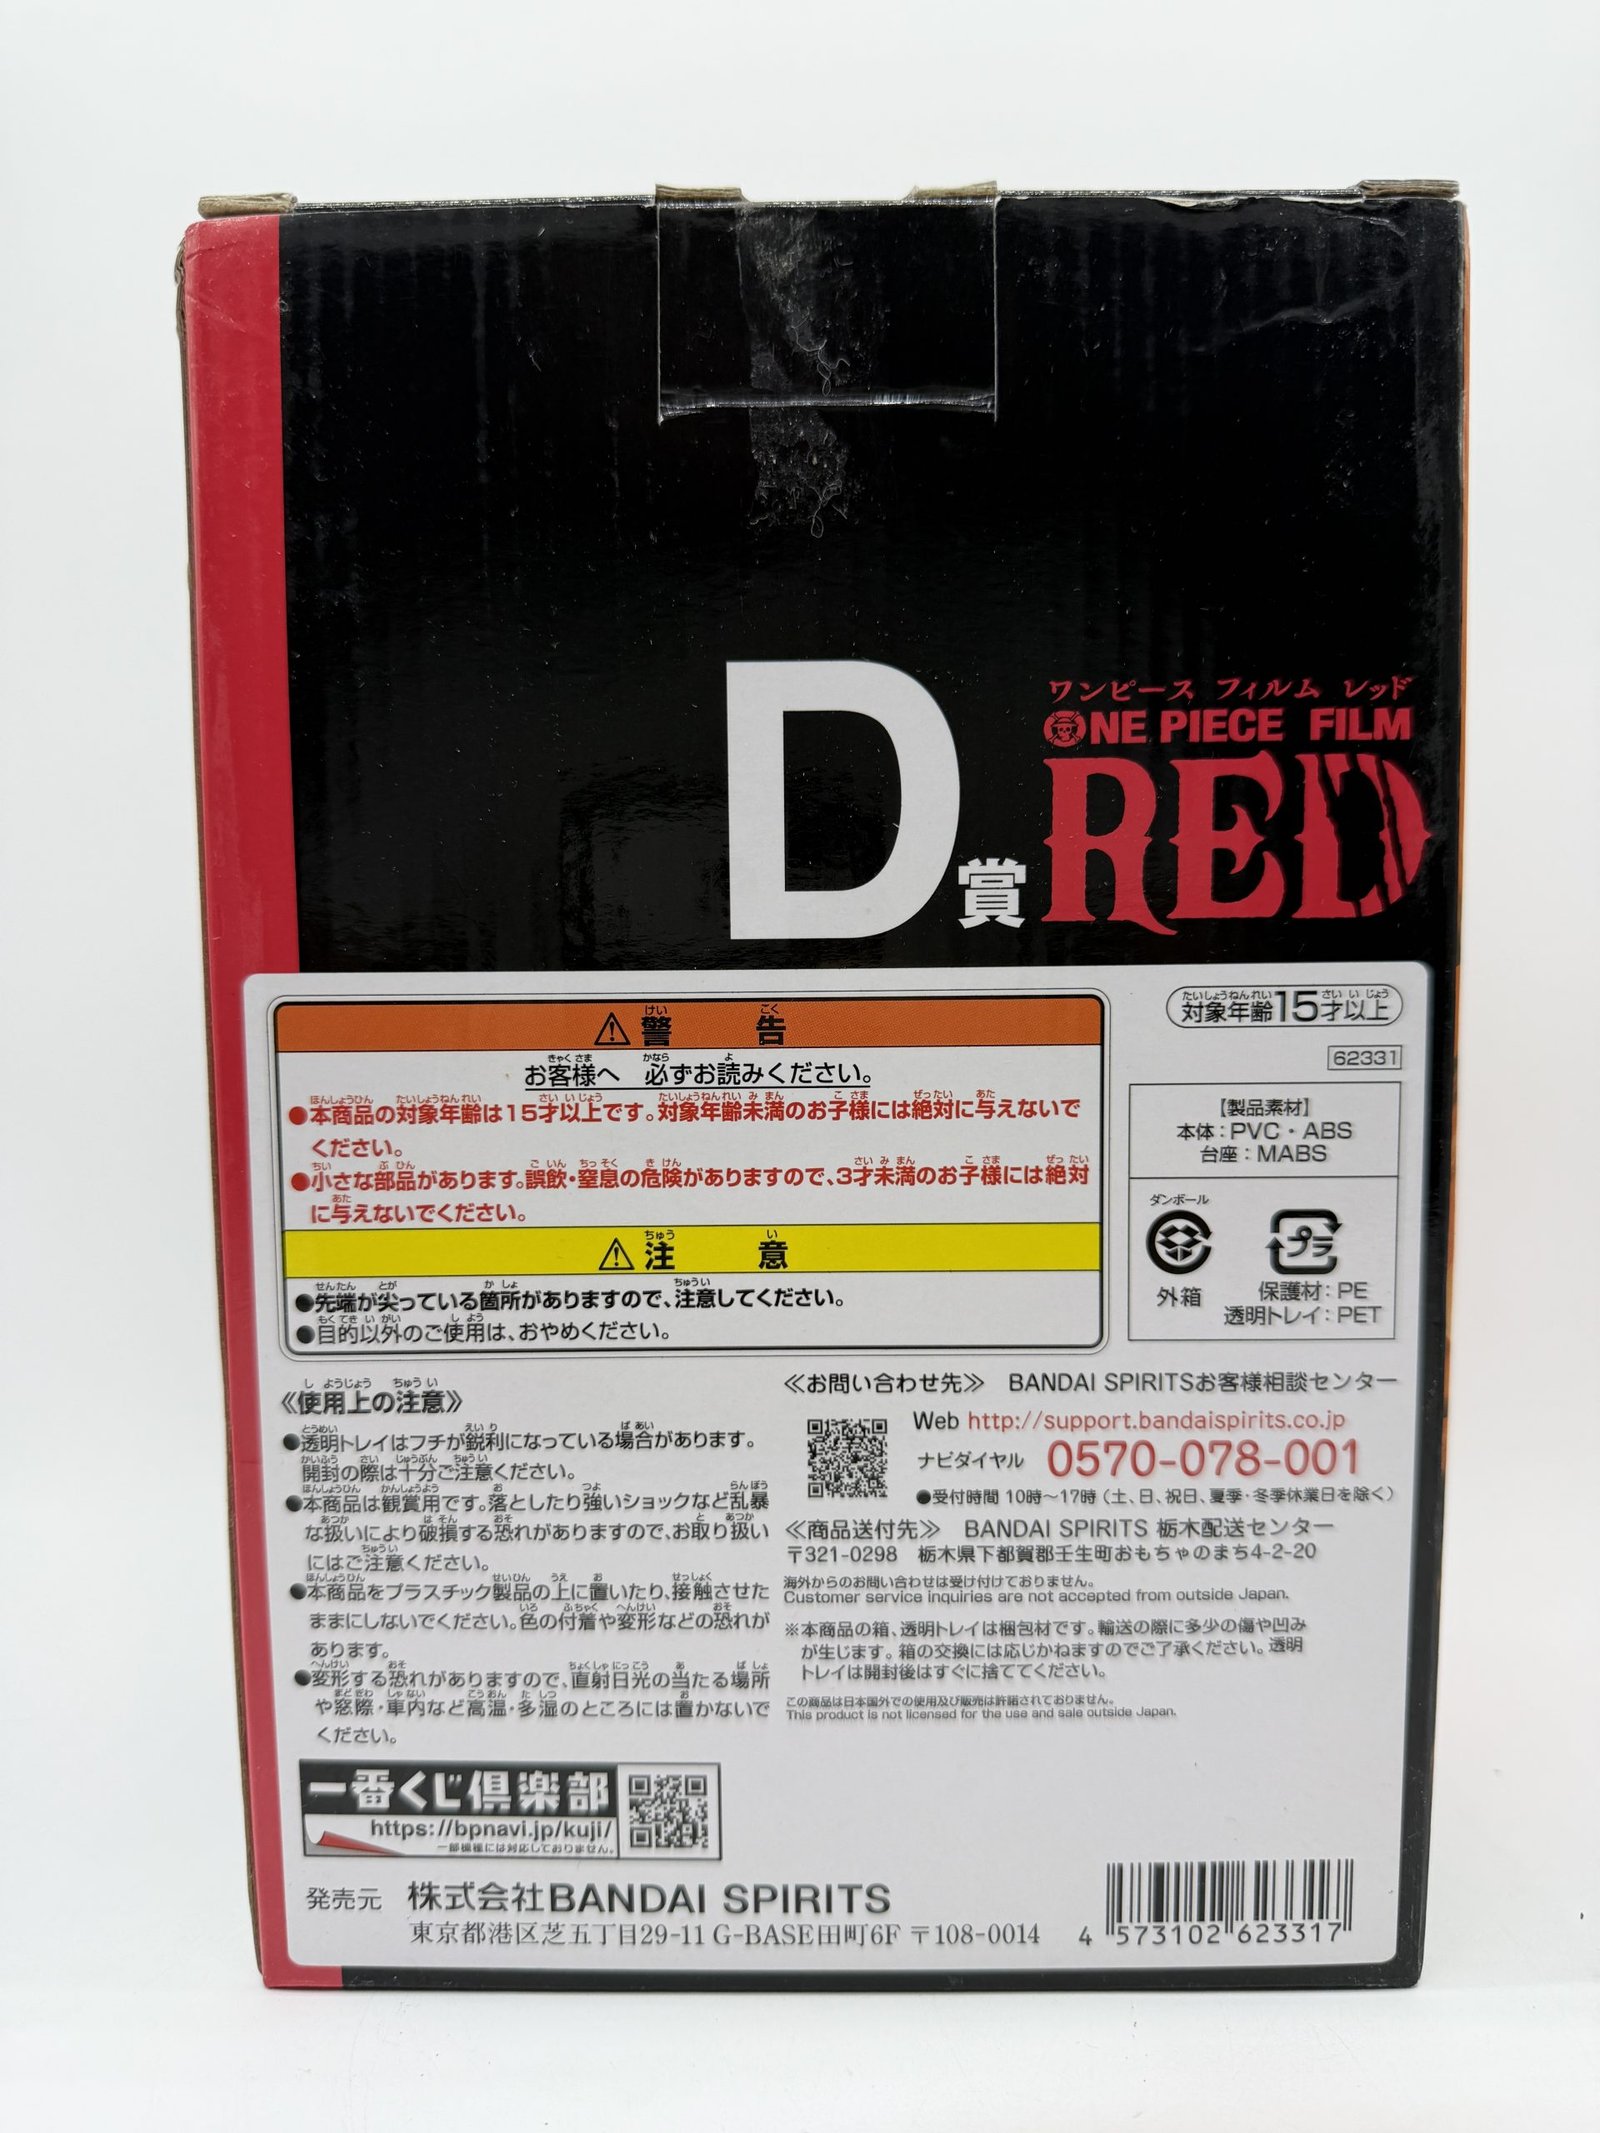 ワンピース フィルム レッド
ONE PIECE FILM
RED
D賞
警告
お客様へ 必ずお読みください。
●本商品の対象年齢は15才以上です。対象年齢未満のお子様には絶対に与えないで
ください。
●小さな部品があります。誤飲・窒息の危険がありますので、3才未満のお子様には絶対
に与えないでください。
注意
●先端が尖っている箇所がありますので、注意してください。
●目的以外のご使用は、おやめください。
対象年齢15才以上
62331
【製品素材】
本体：PVC・ABS
台座：MABS
ダンボール
外箱
プラ
保護材：PE
透明トレイ：PET
《使用上の注意》
●透明トレイはフチが鋭利になっている場合があります。
開封の際は十分ご注意ください。
●本商品は観賞用です。落としたり強いショックなど乱暴
な扱いにより破損する恐れがありますので、お取り扱い
にはご注意ください。
●本商品をプラスチック製品の上に置いたり、接触させた
ままにしないでください。色の付着や変形などの恐れが
あります。
●変形する恐れがありますので、直射日光の当たる場所
や窓際・車内など高温・多湿のところには置かないで
ください。
≪お問い合わせ先≫ BANDAI SPIRITSお客様相談センター
Web http://support.bandaispirits.co.jp
ナビダイヤル 0570-078-001
●受付時間 10時〜17時（土、日、祝日、夏季・冬季休業日を除く）
≪商品送付先≫ BANDAI SPIRITS 栃木配送センター
〒321-0298 栃木県下都賀郡壬生町おもちゃのまち4-2-20
海外からのお問い合わせは受け付けておりません。
Customer service inquiries are not accepted from outside Japan.
※本商品の箱、透明トレイは梱包材です。輸送の際に多少の傷や凹み
が生じます。箱の交換には応じかねますのでご了承ください。透明
トレイは開封後はすぐに捨ててください。
この商品は日本国外での使用及び販売は許諾されておりません。
This product is not licensed for the use and sale outside Japan.
一番くじ倶楽部
https://bpnavi.jp/kuji/
一部機種には対応しておりません。
発売元 株式会社BANDAI SPIRITS
東京都港区芝五丁目29-11 G-BASE田町6F 〒108-0014
4 573102 623317